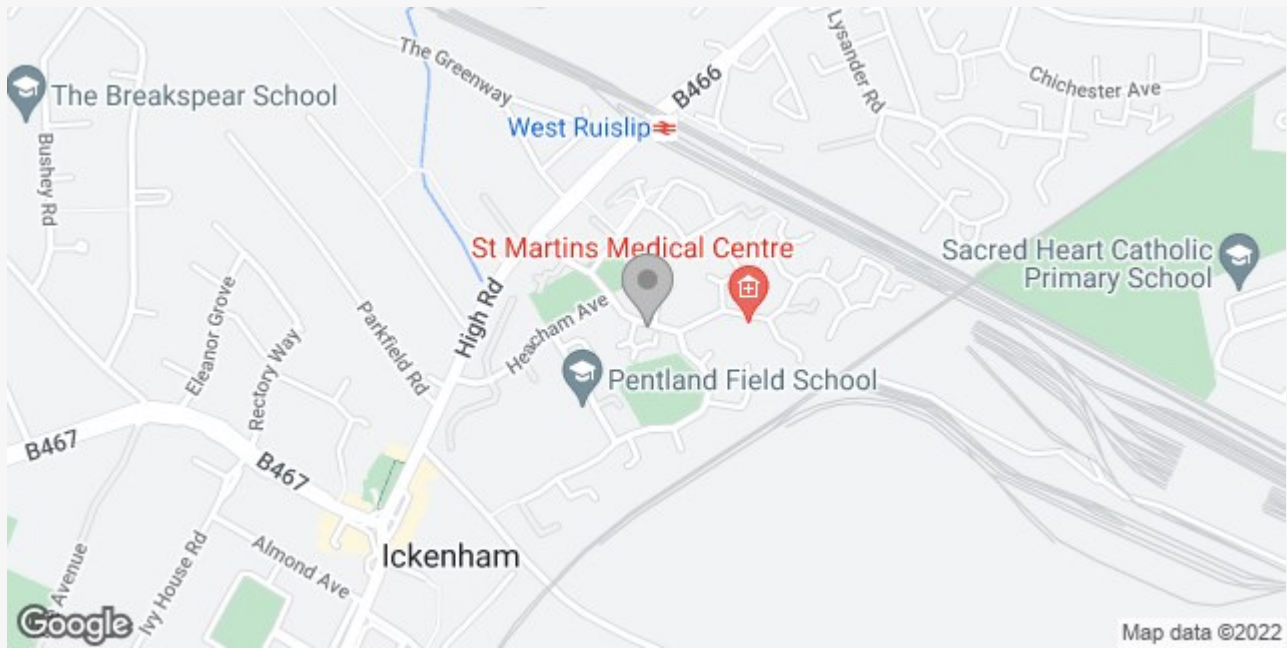 The Greenway
B466
Lysander Rd
Chichester Ave
The Breakspear School
West Ruislip
Bushey Rd
St Martins Medical Centre
Sacred Heart Catholic
Primary School
High Rd
Heacham Ave
Eleanor Grove
Parkfield Rd
Rectory Way
Pentland Field School
B467
B467
Ickenham
Almond Ave
Ivy House Rd
Avenue
Google
Map data ©2022